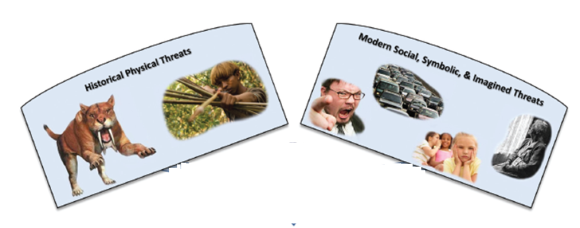 Historical Physical Threats
Modern Social, Symbolic, & Imagined Threats